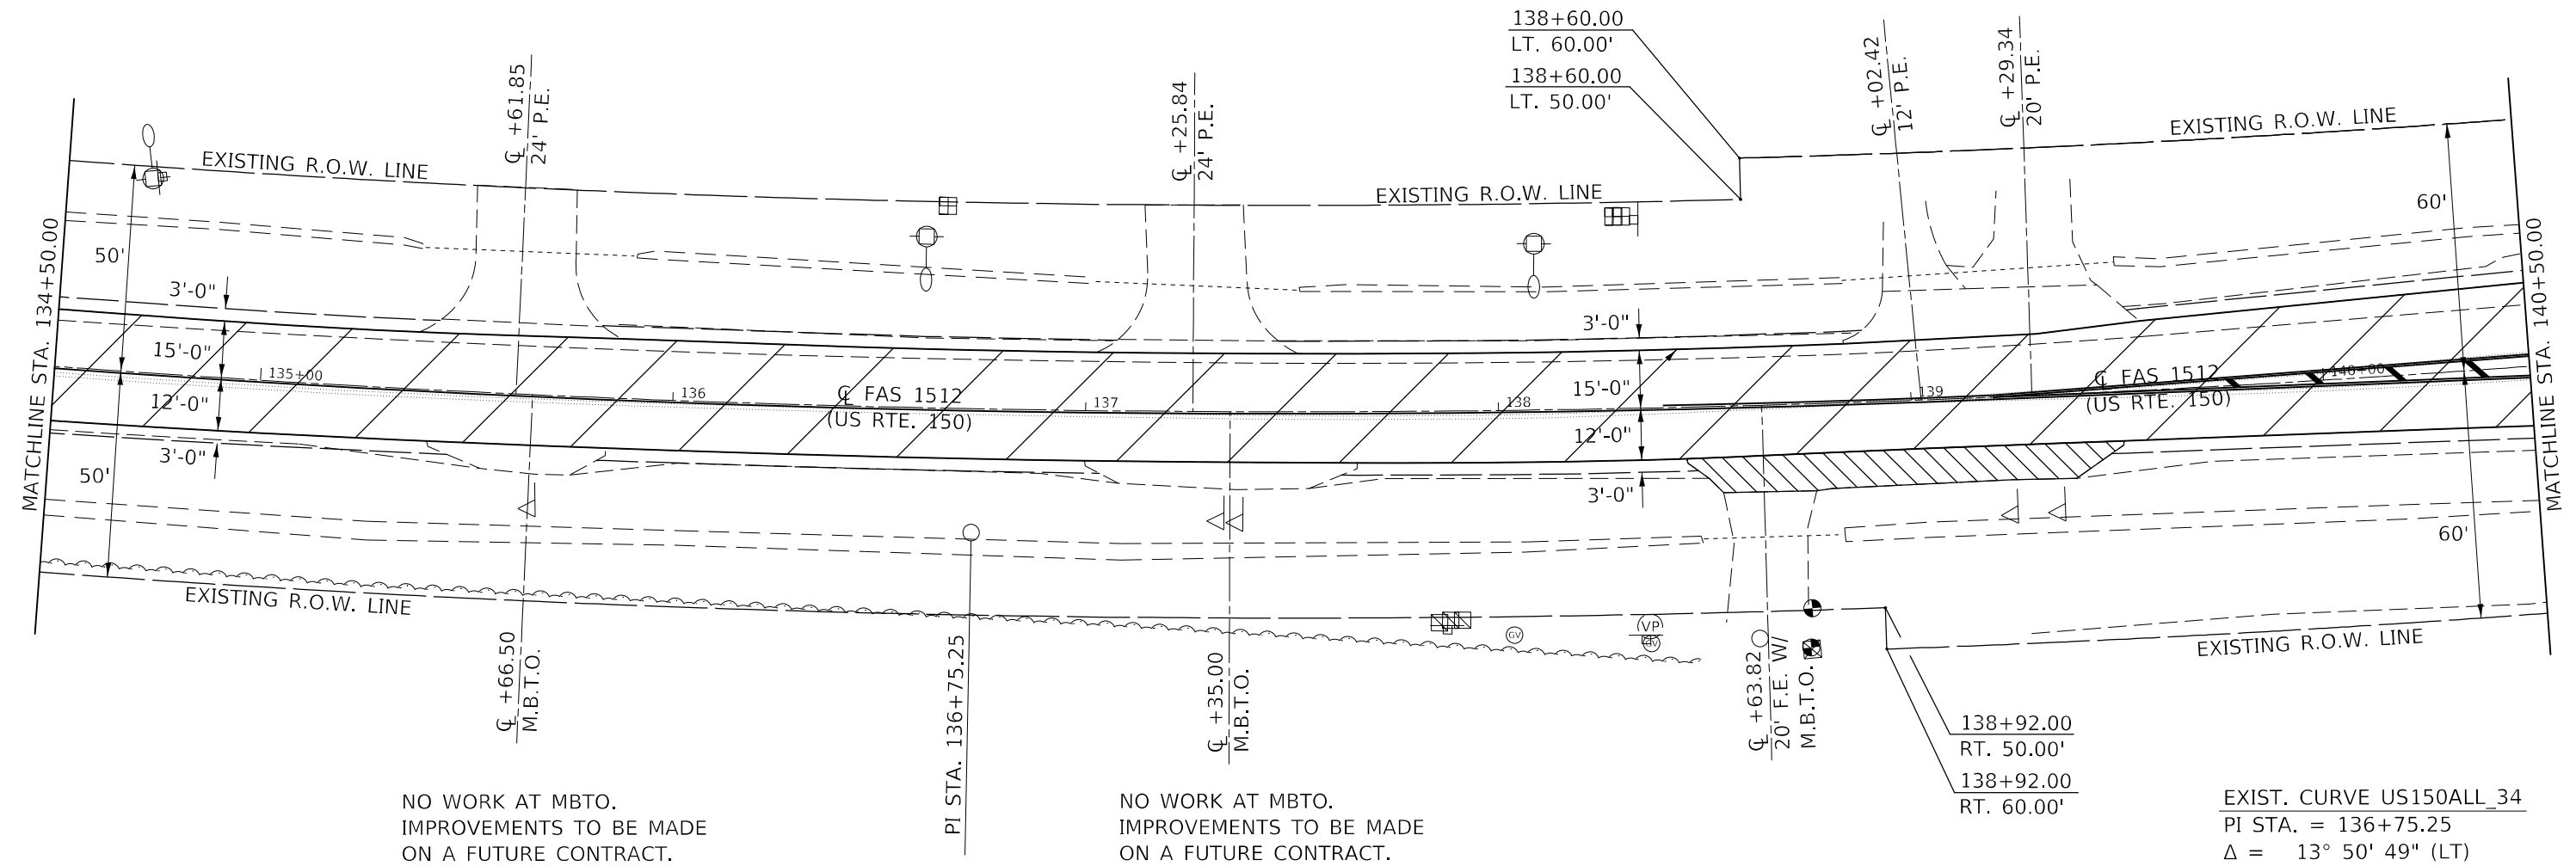 138+60.00
LT. 60.00'
138+60.00
LT. 50.00'
℄ +61.85
24' P.E.
℄ +25.84
24' P.E.
℄ +02.42
12' P.E.
℄ +29.34
20' P.E.
EXISTING R.O.W. LINE
EXISTING R.O.W. LINE
EXISTING R.O.W. LINE
MATCHLINE STA. 134+50.00
MATCHLINE STA. 140+50.00
50'
60'
3'-0"
3'-0"
15'-0"
15'-0"
135+00
136
137
138
139
140+00
℄ FAS 1512
(US RTE. 150)
℄ FAS 1512
(US RTE. 150)
12'-0"
12'-0"
3'-0"
3'-0"
50'
60'
EXISTING R.O.W. LINE
EXISTING R.O.W. LINE
GV
VP
GV
℄ +66.50
M.B.T.O.
PI STA. 136+75.25
℄ +35.00
M.B.T.O.
℄ +63.82
20' F.E. W/
M.B.T.O.
138+92.00
RT. 50.00'
138+92.00
RT. 60.00'
NO WORK AT MBTO.
IMPROVEMENTS TO BE MADE
ON A FUTURE CONTRACT.
NO WORK AT MBTO.
IMPROVEMENTS TO BE MADE
ON A FUTURE CONTRACT.
EXIST. CURVE US150ALL_34
PI STA. = 136+75.25
Δ = 13° 50' 49" (LT)